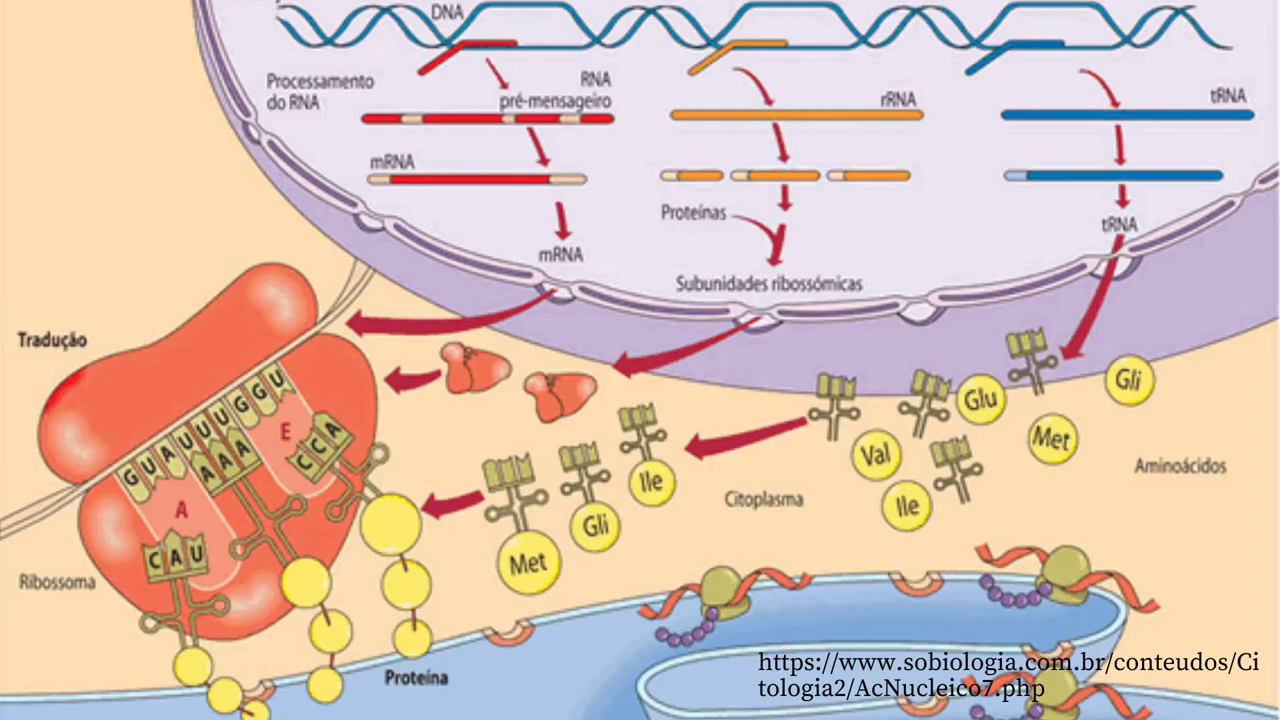 DNA
Processamento
do RNA
RNA
pré-mensageiro
rRNA
tRNA
mRNA
Proteínas
tRNA
mRNA
Subunidades ribossómicas
Tradução
GUAUUUGGU
AAA
E
CCA
A
CAU
Glu
Gli
Met
Val
Ile
Aminoácidos
Ile
Gli
Met
Citoplasma
Ribossoma
Proteína
https://www.sobiologia.com.br/conteudos/Ci
tologia2/AcNucleico7.php